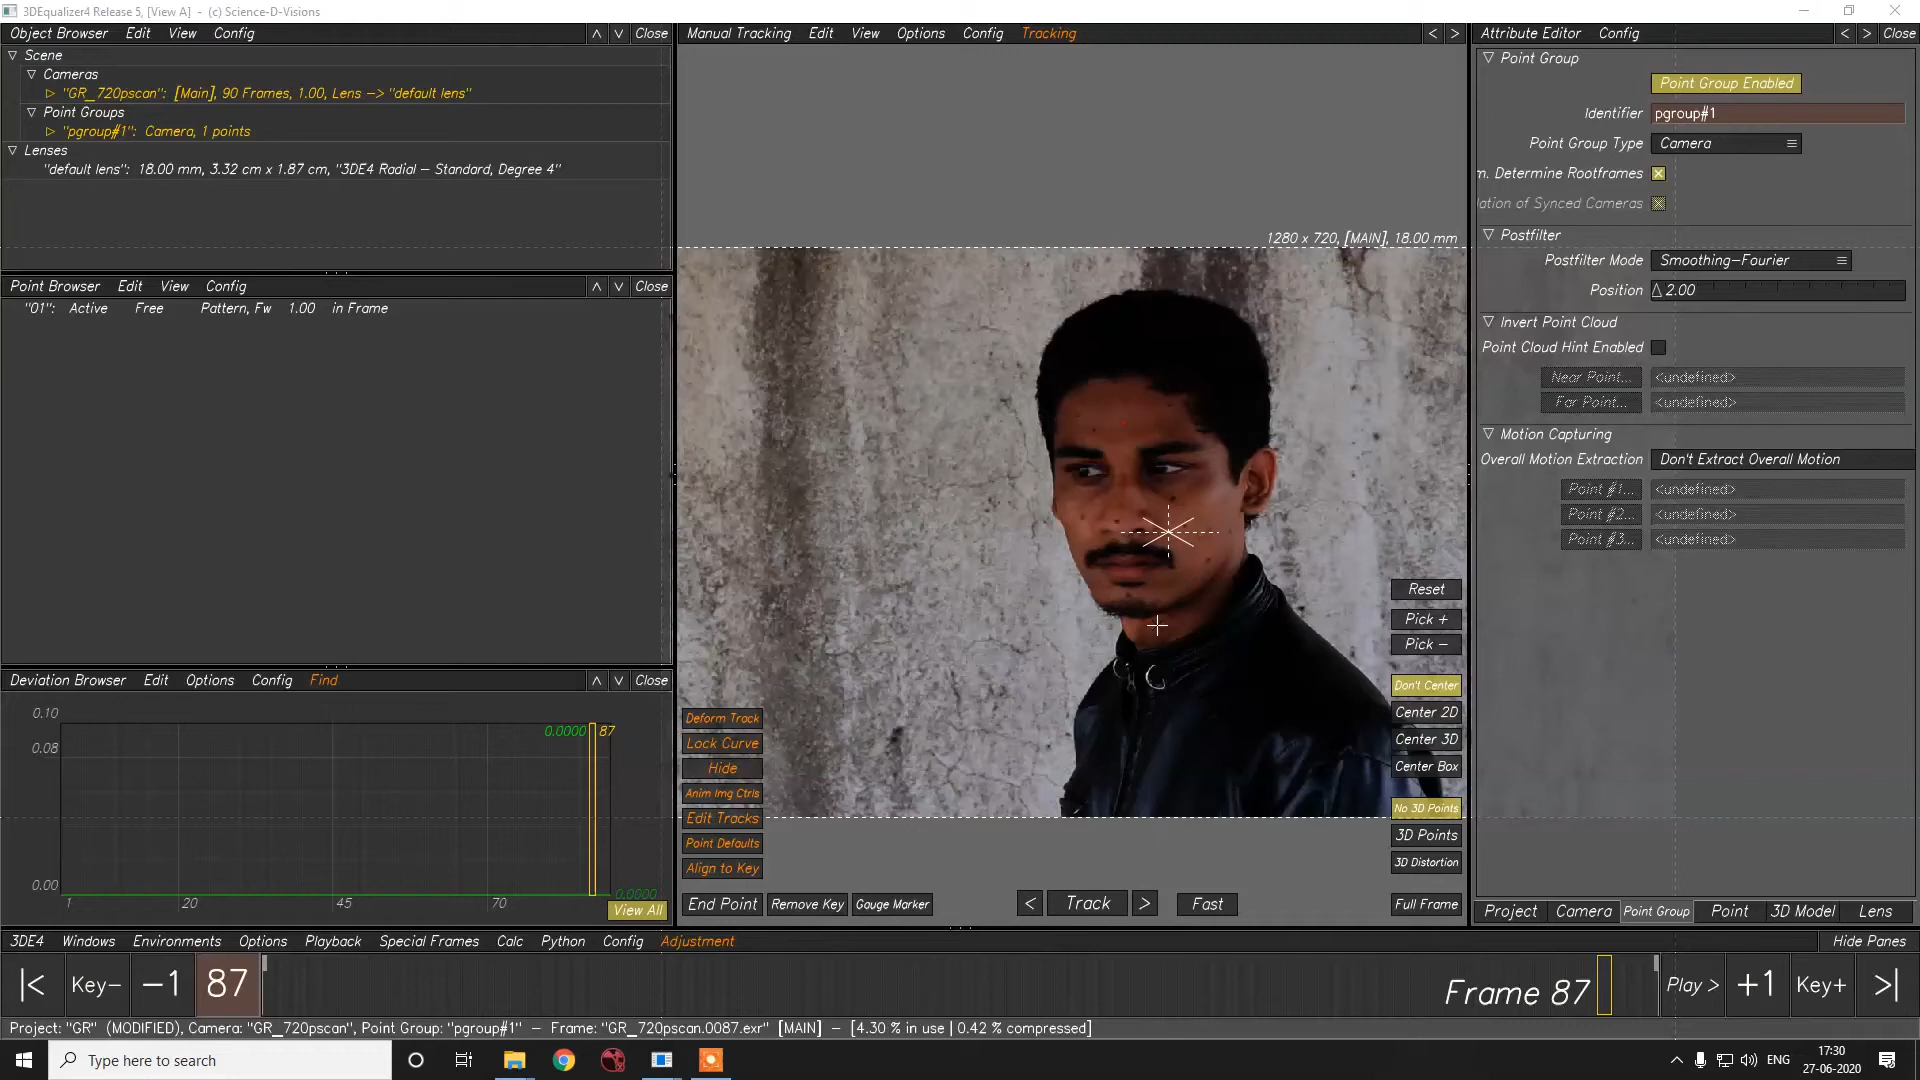 3DEqualizer4 Release 5, [View A]  -  (c) Science-D-Visions
Object Browser Edit View Config Close
Scene
Cameras
"GR_720pscan": [Main], 90 Frames, 1.00, Lens -> "default lens"
Point Groups
"pgroup#1": Camera, 1 points
Lenses
"default lens": 18.00 mm, 3.32 cm x 1.87 cm, "3DE4 Radial – Standard, Degree 4"
Point Browser Edit View Config Close
"01": Active Free Pattern, Fw 1.00 in Frame
Deviation Browser Edit Options Config Find Close
0.10
0.08
0.00
0.0000 87
0.0000
1 20 45 70
View All
Manual Tracking Edit View Options Config Tracking < >
1280 x 720, [MAIN], 18.00 mm
Reset
Pick +
Pick –
Don't Center
Center 2D
Center 3D
Center Box
No 3D Points
3D Points
3D Distortion
Full Frame
Deform Track
Lock Curve
Hide
Anim Img Ctrls
Edit Tracks
Point Defaults
Align to Key
End Point Remove Key Gauge Marker < Track > Fast
Attribute Editor Config < > Close
Point Group
Point Group Enabled
Identifier pgroup#1
Point Group Type Camera
m. Determine Rootframes
lation of Synced Cameras
Postfilter
Postfilter Mode Smoothing–Fourier
Position 2.00
Invert Point Cloud
Point Cloud Hint Enabled
Near Point... <undefined>
Far Point... <undefined>
Motion Capturing
Overall Motion Extraction Don't Extract Overall Motion
Point #1... <undefined>
Point #2... <undefined>
Point #3... <undefined>
Project Camera Point Group Point 3D Model Lens
3DE4 Windows Environments Options Playback Special Frames Calc Python Config Adjustment Hide Panes
|< Key– –1 87 Frame 87 Play > +1 Key+ >|
Project: "GR" (MODIFIED), Camera: "GR_720pscan", Point Group: "pgroup#1" – Frame: "GR_720pscan.0087.exr" [MAIN] – [4.30 % in use | 0.42 % compressed]
Type here to search
ENG
17:30
27-06-2020